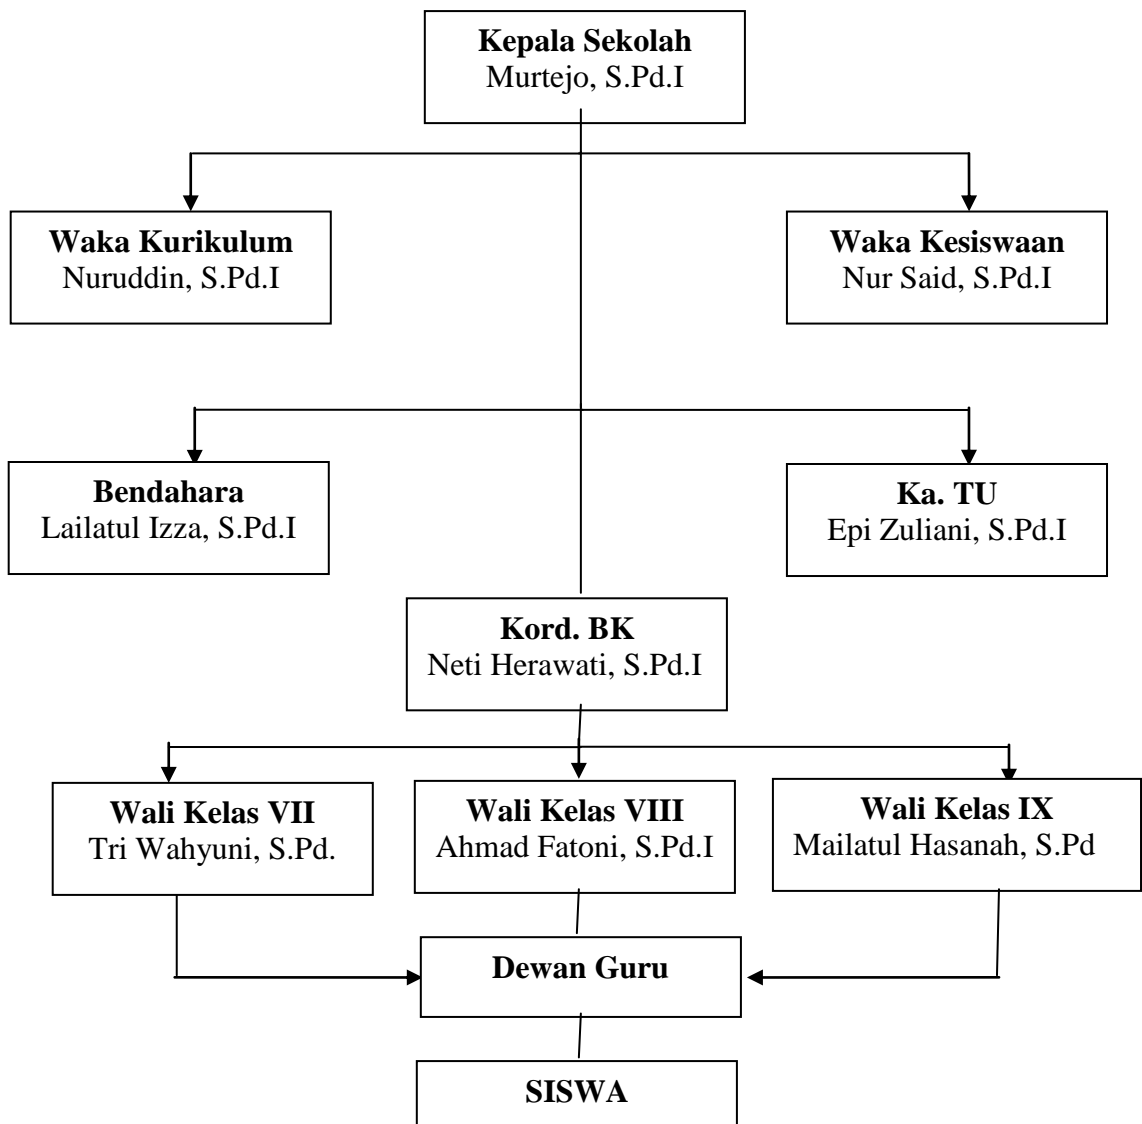 Kepala Sekolah
Murtejo, S.Pd.I
Waka Kurikulum
Nuruddin, S.Pd.I
Waka Kesiswaan
Nur Said, S.Pd.I
Bendahara
Lailatul Izza, S.Pd.I
Ka. TU
Epi Zuliani, S.Pd.I
Kord. BK
Neti Herawati, S.Pd.I
Wali Kelas VII
Tri Wahyuni, S.Pd.
Wali Kelas VIII
Ahmad Fatoni, S.Pd.I
Wali Kelas IX
Mailatul Hasanah, S.Pd
Dewan Guru
SISWA